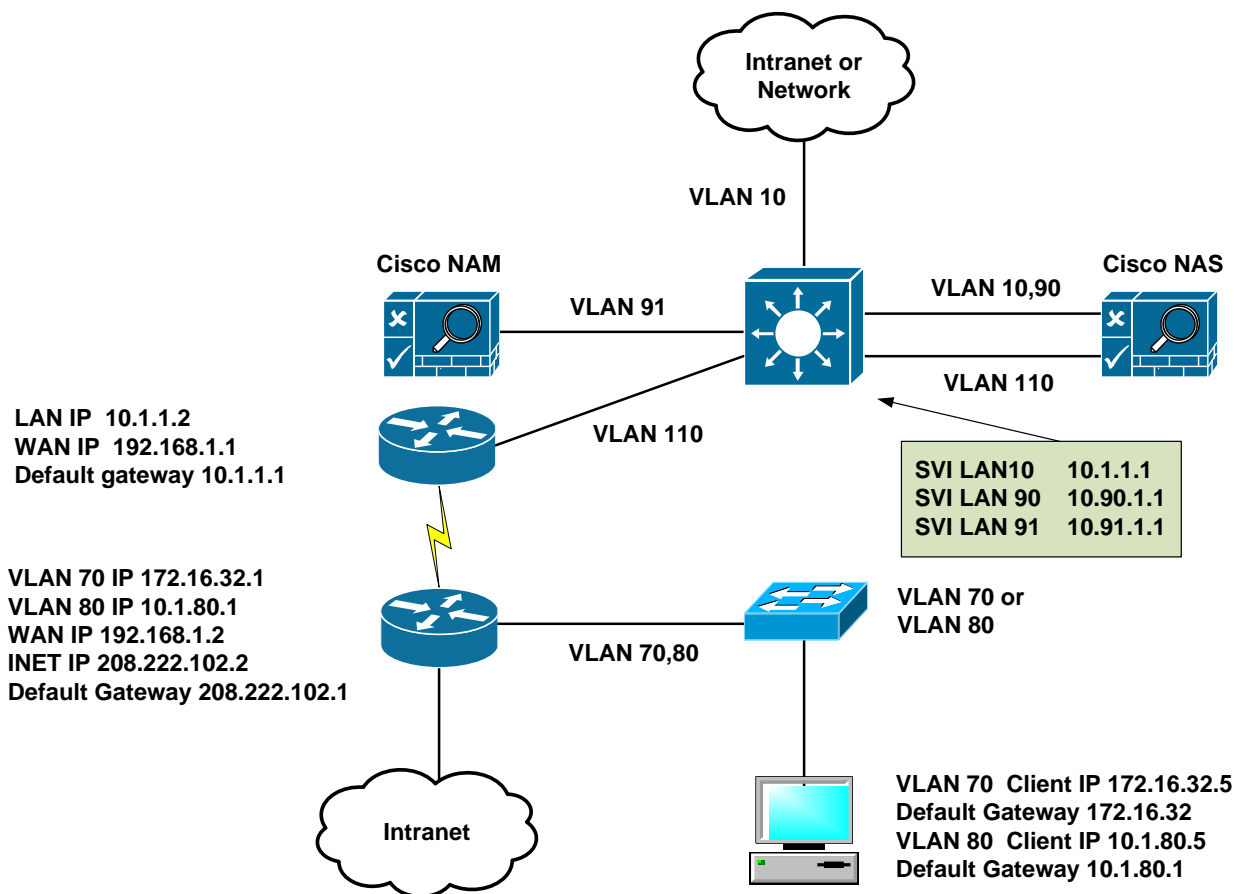 Intranet or
Network
VLAN 10
Cisco NAM
Cisco NAS
VLAN 91
VLAN 10,90
VLAN 110
VLAN 110
LAN IP 10.1.1.2
WAN IP 192.168.1.1
Default gateway 10.1.1.1
SVI LAN10 10.1.1.1
SVI LAN 90 10.90.1.1
SVI LAN 91 10.91.1.1
VLAN 70 IP 172.16.32.1
VLAN 80 IP 10.1.80.1
WAN IP 192.168.1.2
INET IP 208.222.102.2
Default Gateway 208.222.102.1
VLAN 70,80
VLAN 70 or
VLAN 80
Intranet
VLAN 70 Client IP 172.16.32.5
Default Gateway 172.16.32
VLAN 80 Client IP 10.1.80.5
Default Gateway 10.1.80.1